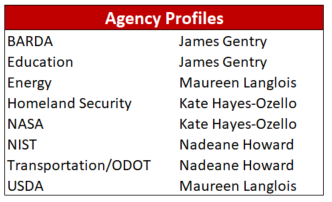 Agency Profiles
BARDA James Gentry
Education James Gentry
Energy Maureen Langlois
Homeland Security Kate Hayes-Ozello
NASA Kate Hayes-Ozello
NIST Nadeane Howard
Transportation/ODOT Nadeane Howard
USDA Maureen Langlois